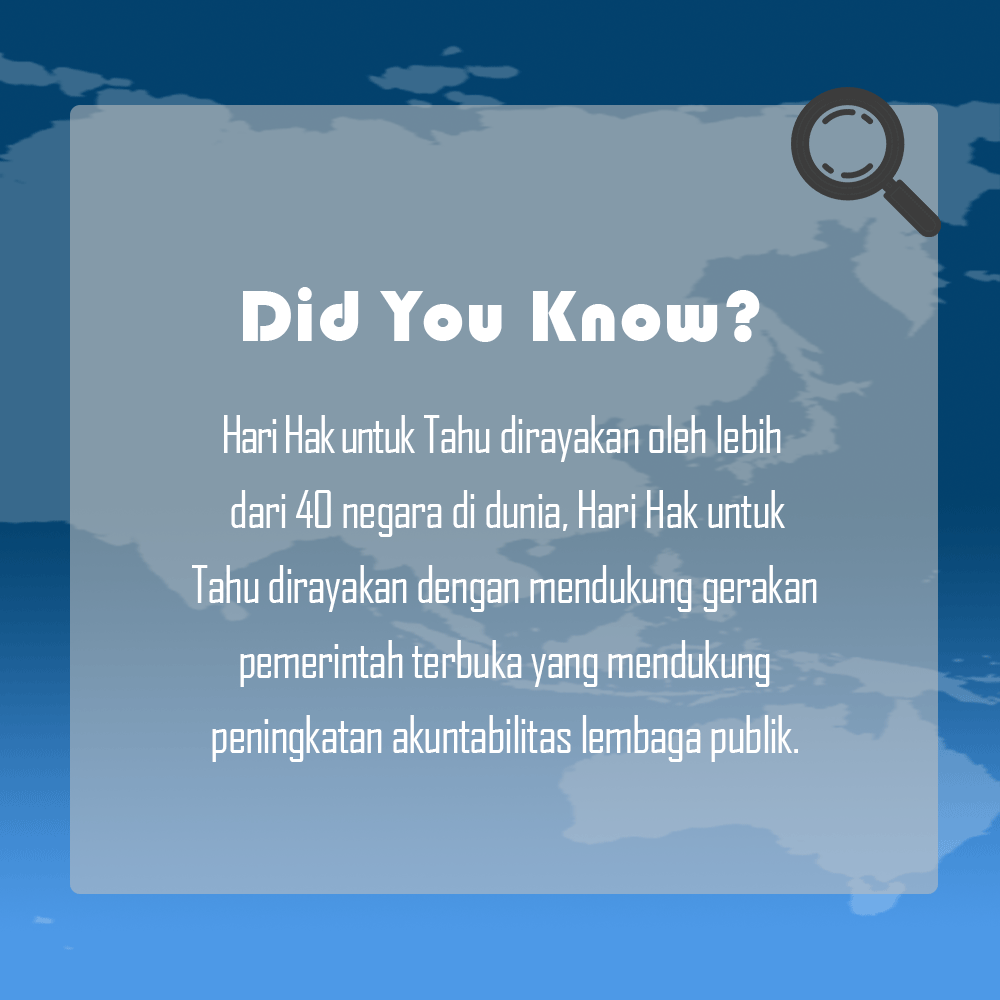 Did You Know?
Hari Hak untuk Tahu dirayakan oleh lebih
dari 40 negara di dunia, Hari Hak untuk
Tahu dirayakan dengan mendukung gerakan
pemerintah terbuka yang mendukung
peningkatan akuntabilitas lembaga publik.